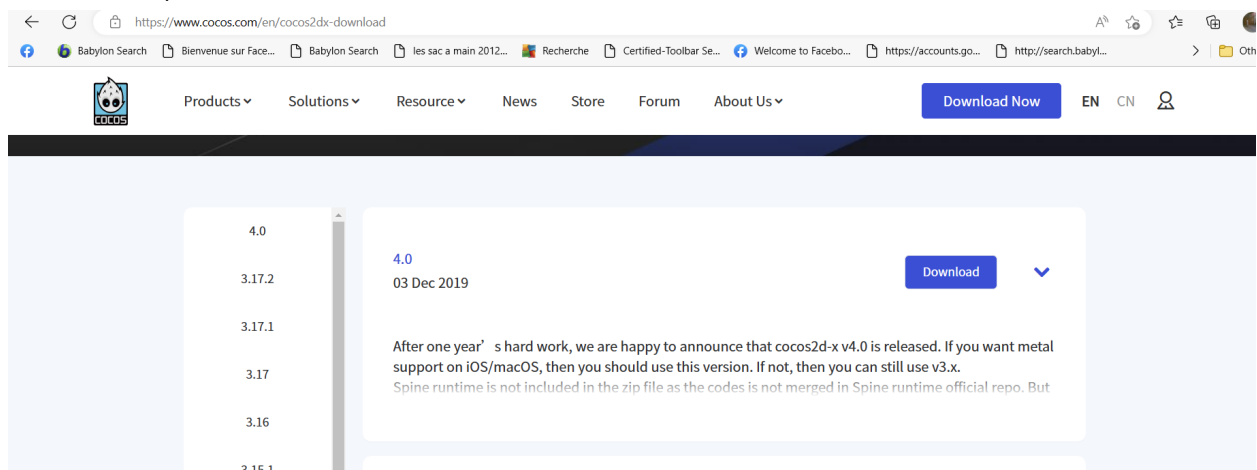 https://www.cocos.com/en/cocos2dx-download
Babylon Search Bienvenue sur Face... Babylon Search les sac a main 2012... Recherche Certified-Toolbar Se... Welcome to Facebo... https://accounts.go... http://search.babyl... Oth
COCOS Products Solutions Resource News Store Forum About Us Download Now EN CN
4.0
3.17.2
3.17.1
3.17
3.16
3.15.1
4.0
03 Dec 2019
Download
After one year’s hard work, we are happy to announce that cocos2d-x v4.0 is released. If you want metal
support on iOS/macOS, then you should use this version. If not, then you can still use v3.x.
Spine runtime is not included in the zip file as the codes is not merged in Spine runtime official repo. But